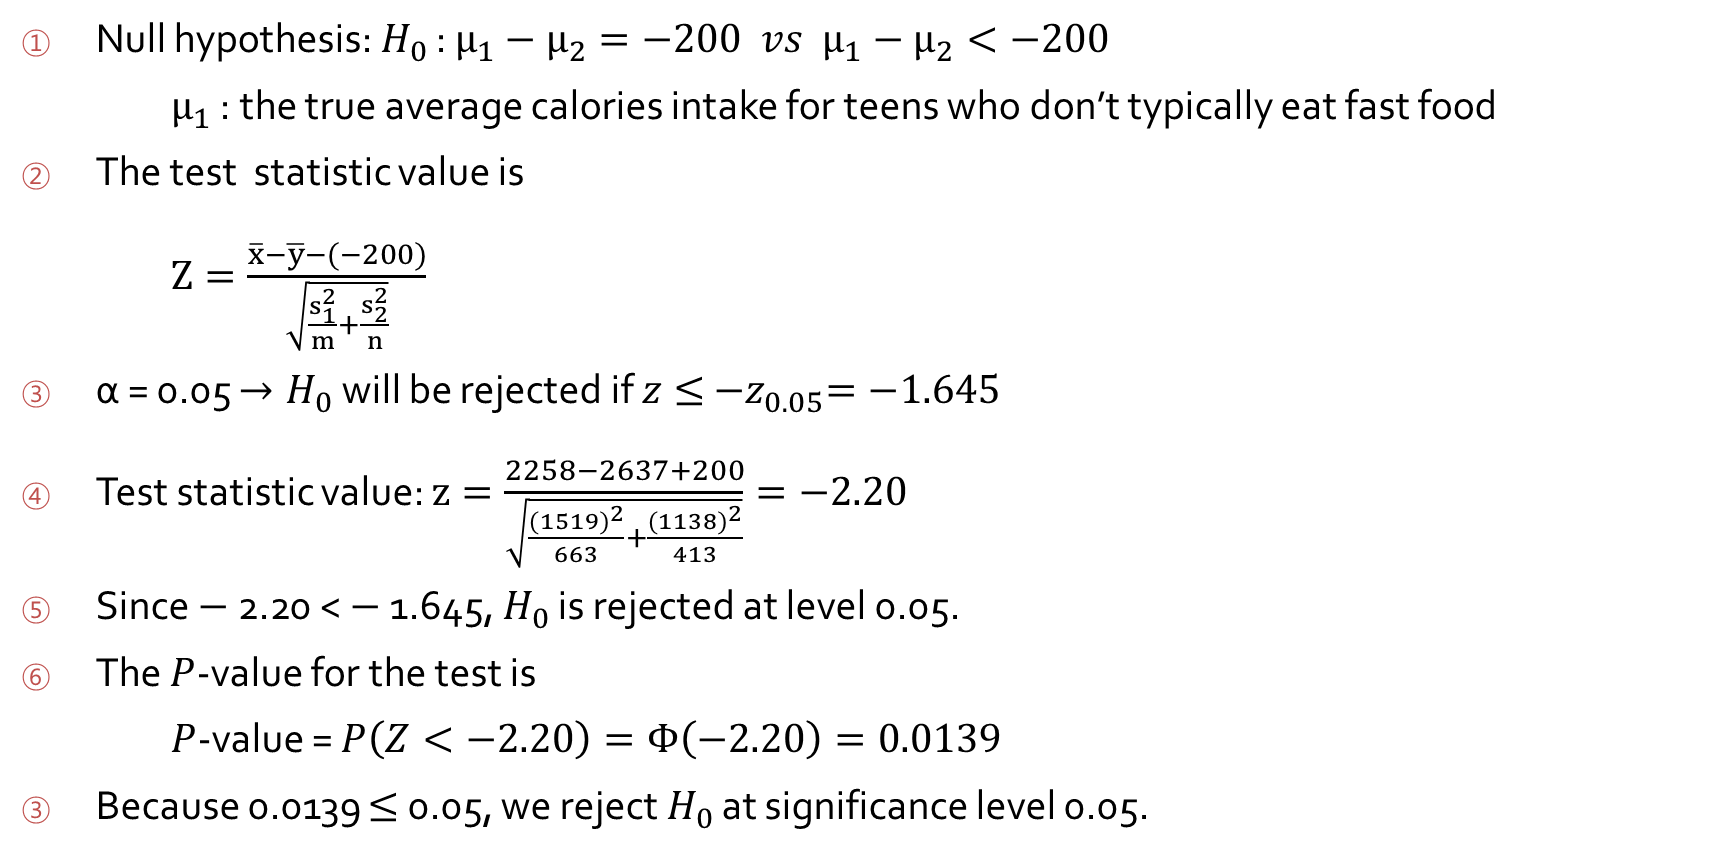 ① Null hypothesis: H₀ : μ₁ − μ₂ = −200 vs μ₁ − μ₂ < −200
μ₁ : the true average calories intake for teens who don’t typically eat fast food
② The test statistic value is
Z = (x̅−y̅−(−200)) / √(s₁²/m + s₂²/n)
③ α = 0.05 → H₀ will be rejected if z ≤ −z₀.₀₅ = −1.645
④ Test statistic value: z = (2258−2637+200) / √((1519)²/663 + (1138)²/413) = −2.20
⑤ Since − 2.20 < − 1.645, H₀ is rejected at level 0.05.
⑥ The P-value for the test is
P-value = P(Z < −2.20) = Φ(−2.20) = 0.0139
③ Because 0.0139 ≤ 0.05, we reject H₀ at significance level 0.05.